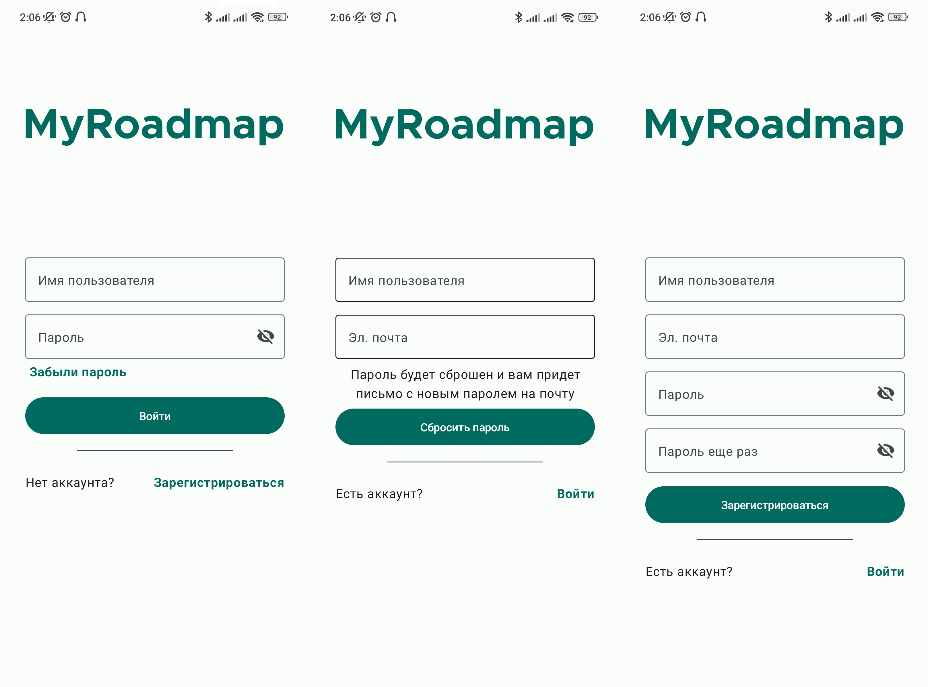 2:06
92
MyRoadmap
Имя пользователя
Пароль
Забыли пароль
Войти
Нет аккаунта? Зарегистрироваться
2:06
92
MyRoadmap
Имя пользователя
Эл. почта
Пароль будет сброшен и вам придет
письмо с новым паролем на почту
Сбросить пароль
Есть аккаунт? Войти
2:06
92
MyRoadmap
Имя пользователя
Эл. почта
Пароль
Пароль еще раз
Зарегистрироваться
Есть аккаунт? Войти